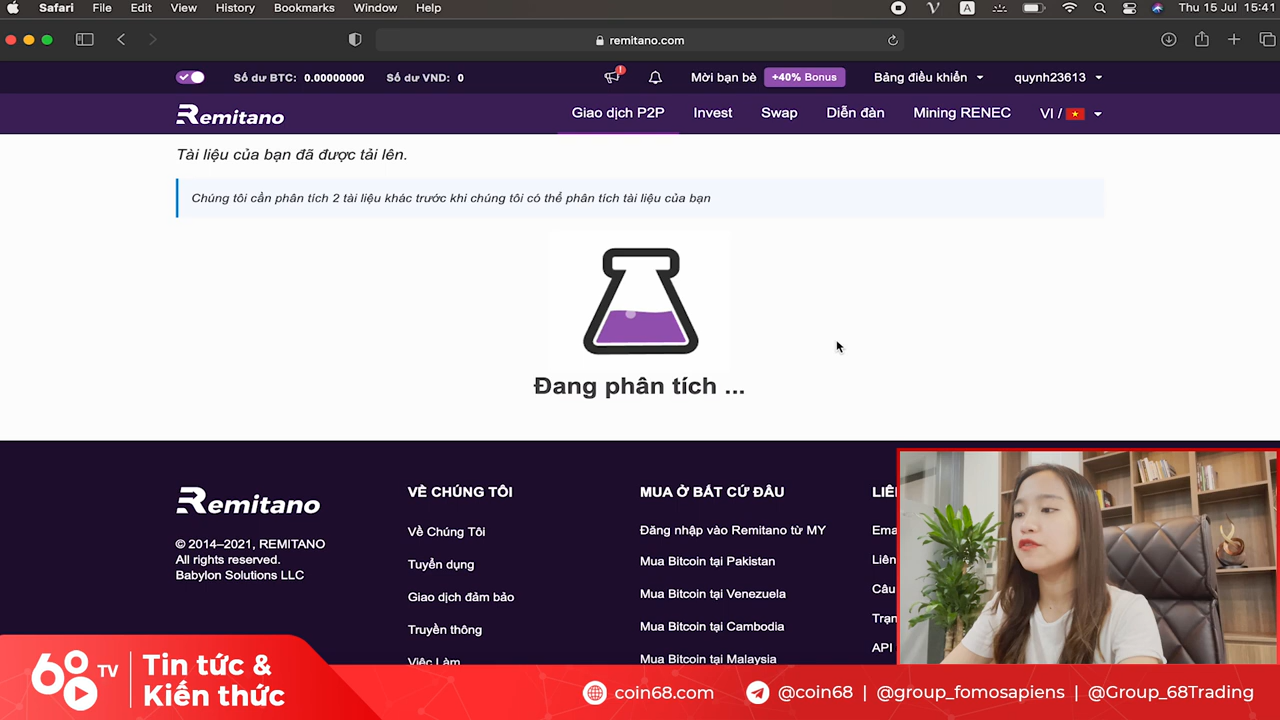 Safari File Edit View History Bookmarks Window Help A Thu 15 Jul 15:41
remitano.com
Số dư BTC: 0.00000000 Số dư VND: 0 Mời bạn bè +40% Bonus Bảng điều khiển quynh23613
Remitano Giao dịch P2P Invest Swap Diễn đàn Mining RENEC VI /
Tài liệu của bạn đã được tải lên.
Chúng tôi cần phân tích 2 tài liệu khác trước khi chúng tôi có thể phân tích tài liệu của bạn
Đang phân tích ...
Remitano
© 2014–2021, REMITANO
All rights reserved.
Babylon Solutions LLC
VỀ CHÚNG TÔI
Về Chúng Tôi
Tuyển dụng
Giao dịch đảm bảo
Truyền thông
Việc Làm
MUA Ở BẤT CỨ ĐÂU
Đăng nhập vào Remitano từ MY
Mua Bitcoin tại Pakistan
Mua Bitcoin tại Venezuela
Mua Bitcoin tại Cambodia
Mua Bitcoin tại Malaysia
LIÊ
Ema
Liên
Câu
Trạn
API
68 TV
Tin tức &
Kiến thức
coin68.com @coin68 | @group_fomosapiens | @Group_68Trading